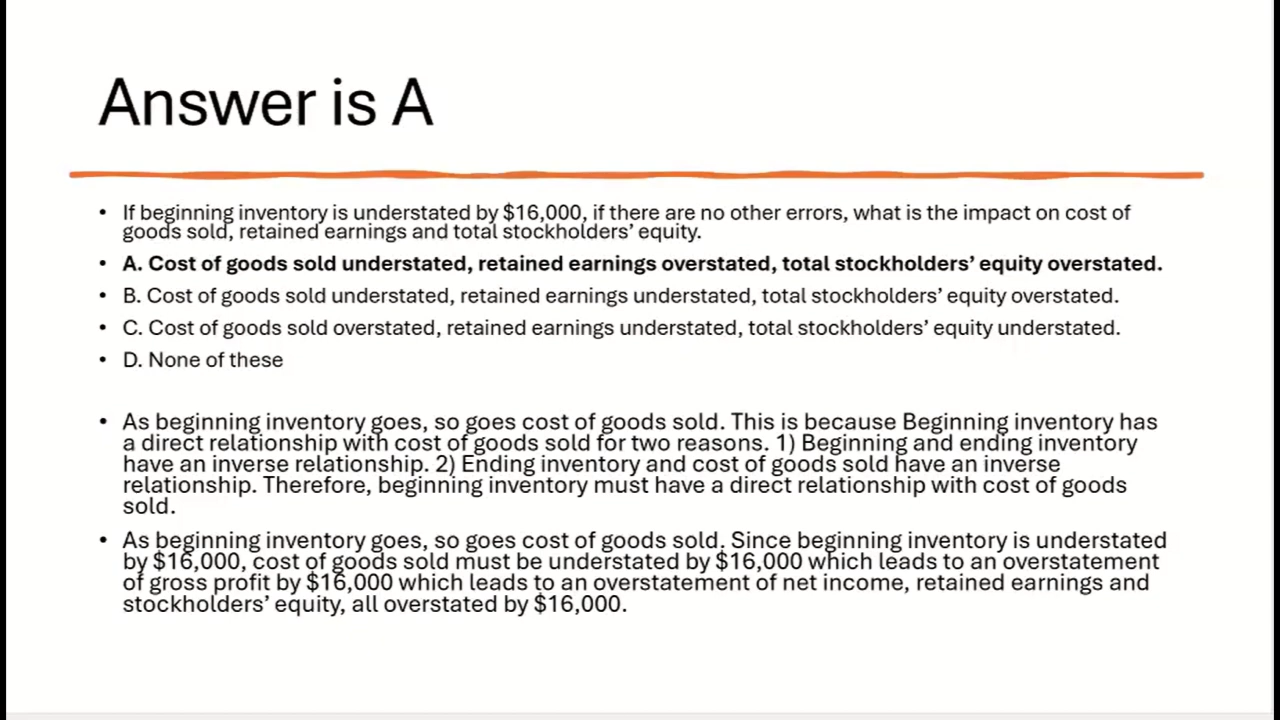 Answer is A
• If beginning inventory is understated by $16,000, if there are no other errors, what is the impact on cost of
goods sold, retained earnings and total stockholders’ equity.
• A. Cost of goods sold understated, retained earnings overstated, total stockholders’ equity overstated.
• B. Cost of goods sold understated, retained earnings understated, total stockholders’ equity overstated.
• C. Cost of goods sold overstated, retained earnings understated, total stockholders’ equity understated.
• D. None of these
• As beginning inventory goes, so goes cost of goods sold. This is because Beginning inventory has
a direct relationship with cost of goods sold for two reasons. 1) Beginning and ending inventory
have an inverse relationship. 2) Ending inventory and cost of goods sold have an inverse
relationship. Therefore, beginning inventory must have a direct relationship with cost of goods
sold.
• As beginning inventory goes, so goes cost of goods sold. Since beginning inventory is understated
by $16,000, cost of goods sold must be understated by $16,000 which leads to an overstatement
of gross profit by $16,000 which leads to an overstatement of net income, retained earnings and
stockholders’ equity, all overstated by $16,000.